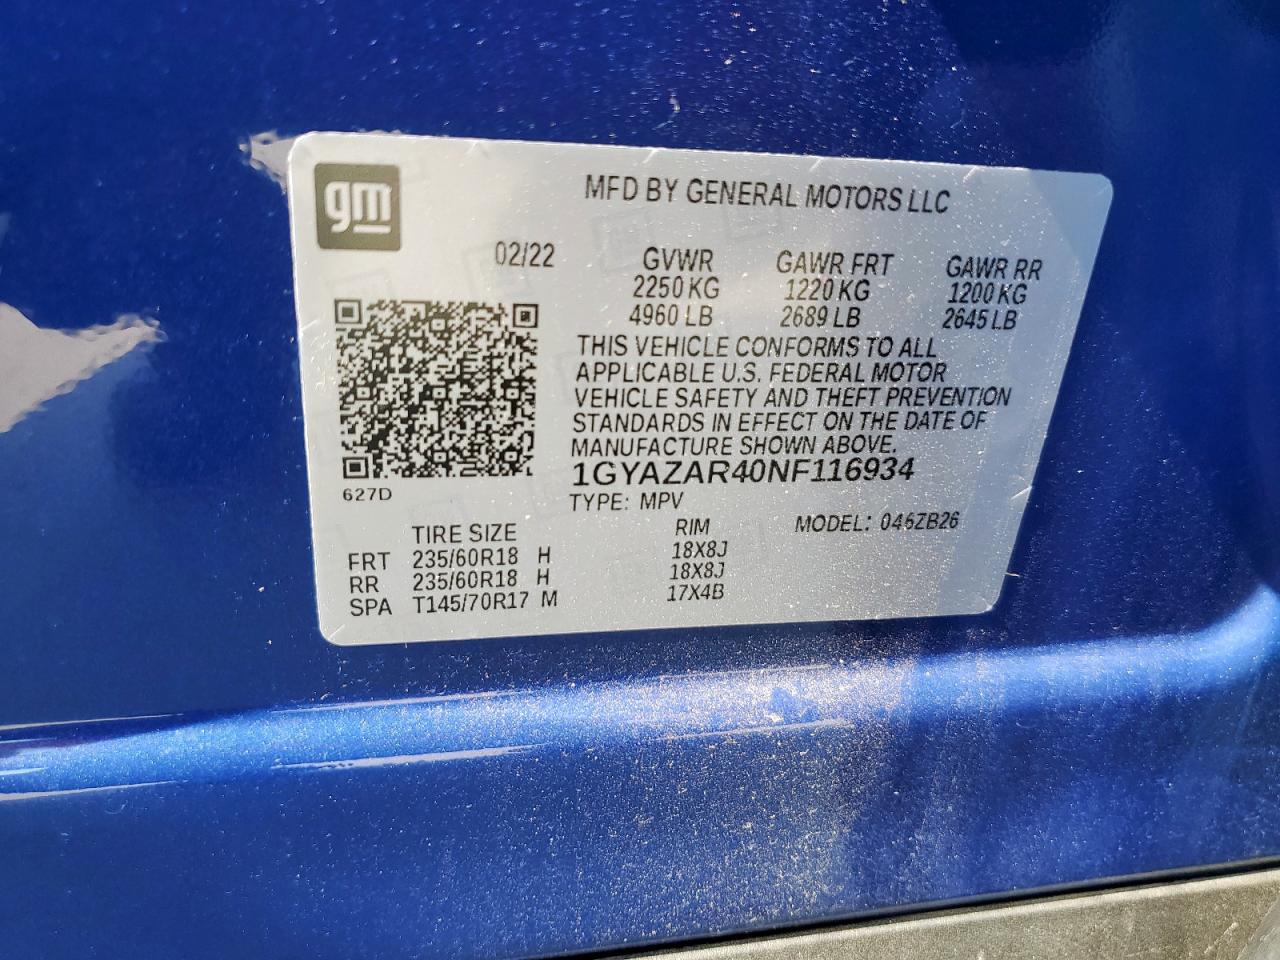 gm
MFD BY GENERAL MOTORS LLC
02/22 GVWR GAWR FRT GAWR RR
2250 KG 1220 KG 1200 KG
4960 LB 2689 LB 2645 LB
THIS VEHICLE CONFORMS TO ALL
APPLICABLE U.S. FEDERAL MOTOR
VEHICLE SAFETY AND THEFT PREVENTION
STANDARDS IN EFFECT ON THE DATE OF
MANUFACTURE SHOWN ABOVE.
1GYAZAR40NF116934
627D
TYPE: MPV
MODEL: 046ZB26
TIRE SIZE RIM
FRT 235/60R18 H 18X8J
RR 235/60R18 H 18X8J
SPA T145/70R17 M 17X4B